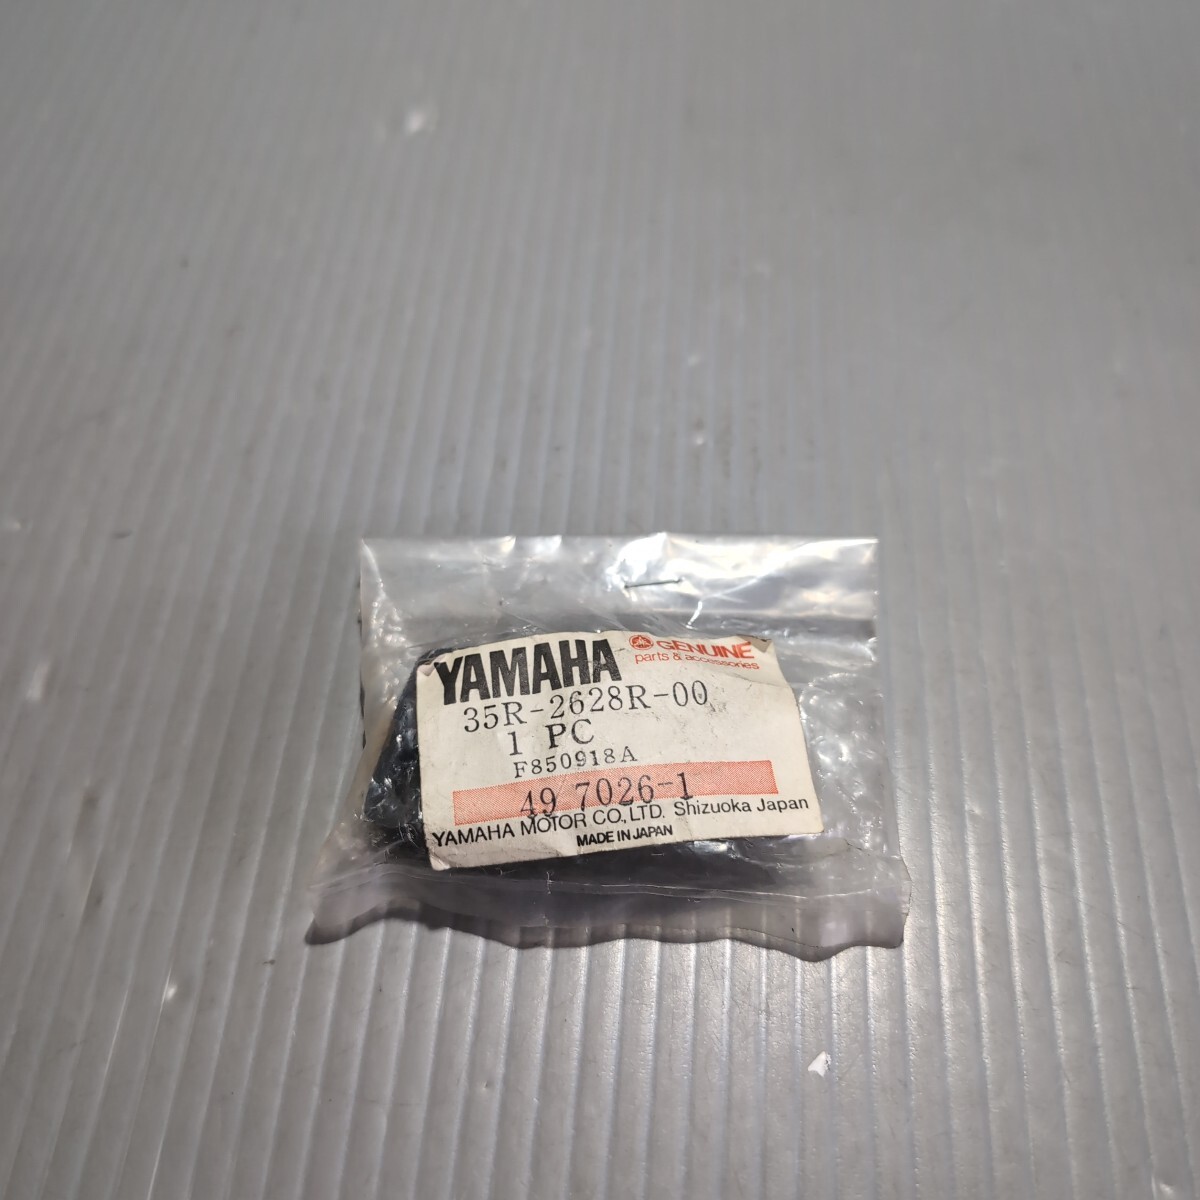 YAMAHA GENUINE
parts & accessories
35R-2628R-00
1 PC
F850918A
49 7026-1
YAMAHA MOTOR CO.,LTD. Shizuoka Japan
MADE IN JAPAN